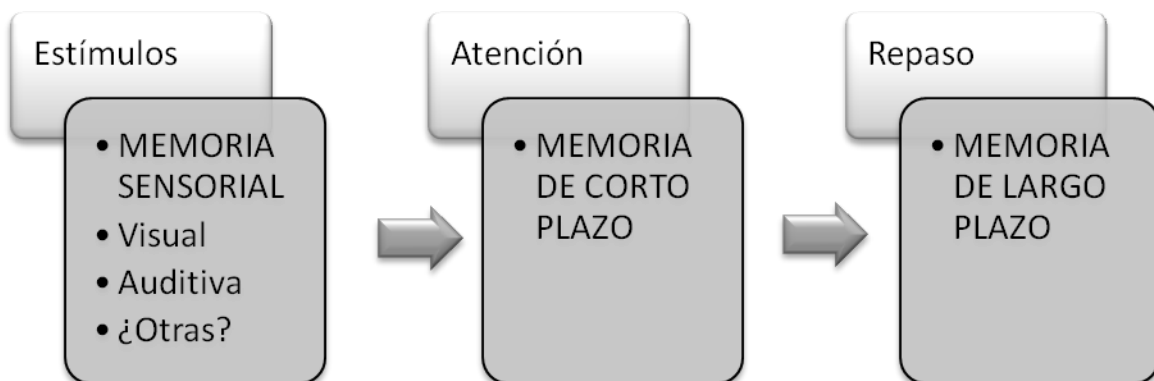 Estímulos
• MEMORIA
SENSORIAL
• Visual
• Auditiva
• ¿Otras?
Atención
• MEMORIA
DE CORTO
PLAZO
Repaso
• MEMORIA
DE LARGO
PLAZO